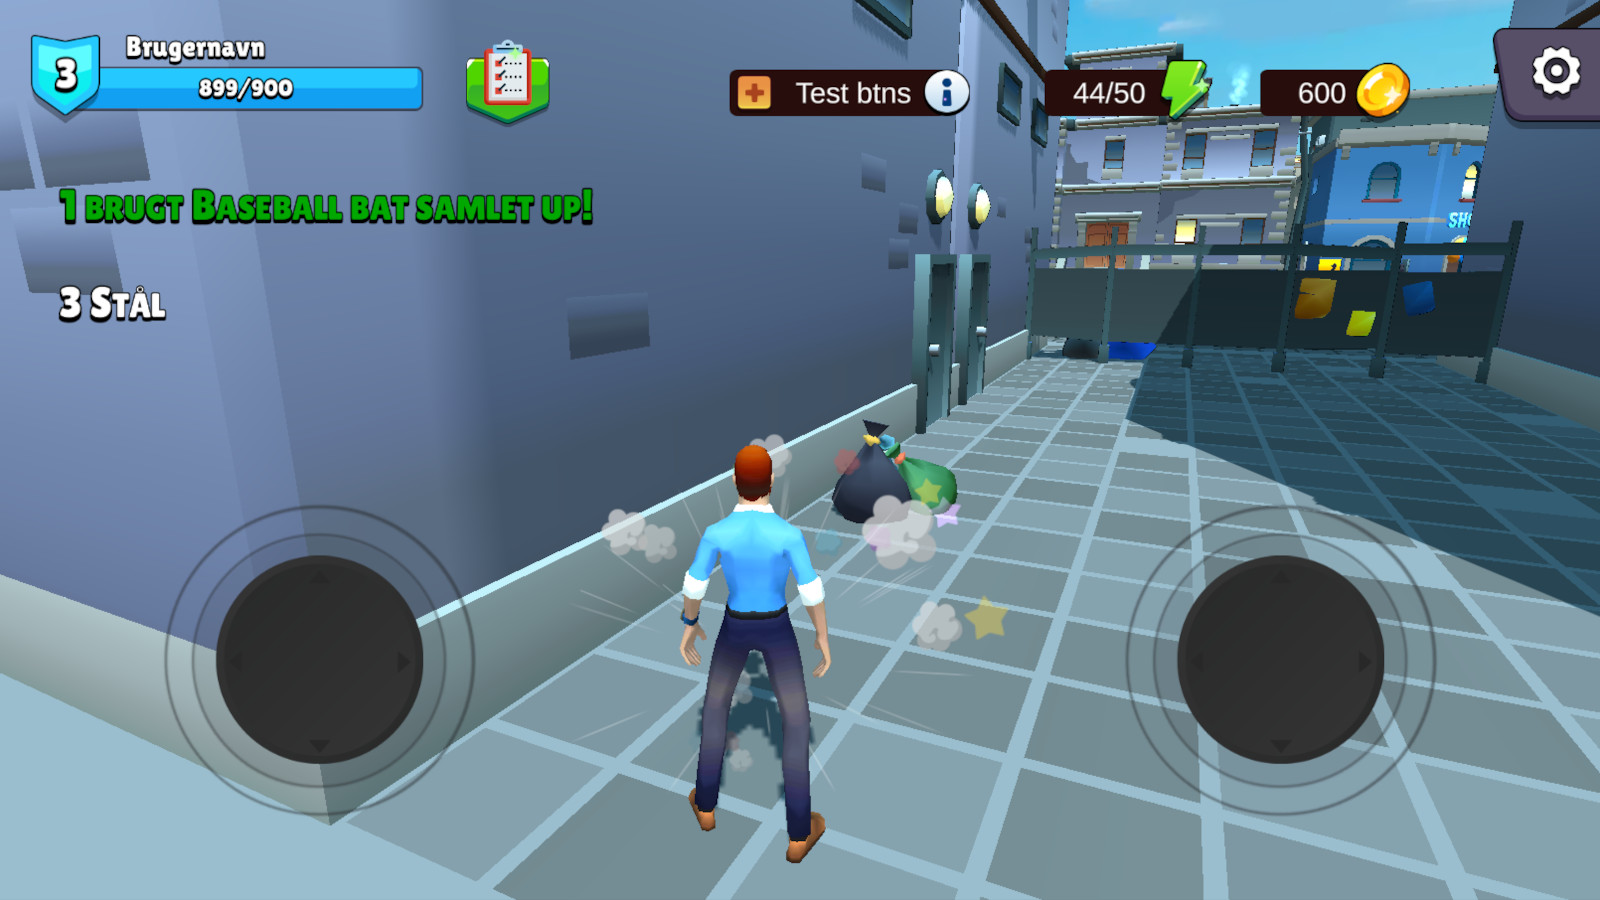 3
Brugernavn
899/900
Test btns
44/50
600
1 BRUGT BASEBALL BAT SAMLET UP!
3 STÅL